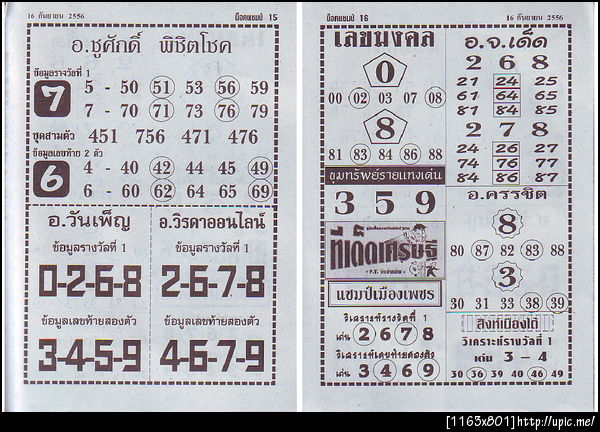 16 กันยายน 2556 น็อคแชมป์ 15
อ.ชูศักดิ์ พิชิตโชค
ข้อมูลรางวัลที่ 1
7
5 - 50 51 53 56 59
7 - 70 71 73 76 79
ชุดสามตัว 451 756 471 476
ข้อมูลเลขท้าย 2 ตัว
6
4 - 40 42 44 45 49
6 - 60 62 64 65 69
อ.วันเพ็ญ
ข้อมูลรางวัลที่ 1
0-2-6-8
ข้อมูลเลขท้ายสองตัว
3-4-5-9
อ.วิรดาออนไลน์
ข้อมูลรางวัลที่ 1
2-6-7-8
ข้อมูลเลขท้ายสองตัว
4-6-7-9
น็อคแชมป์ 16 16 กันยายน 2556
เลขมงคล
0
00 02 03 07 08
8
81 83 84 86 88
ขุมทรัพย์รายแทงเด่น
3 5 9
ที่เด็ดเศรษฐี
แชมป์เมืองเพชร
วิเคราะห์รางวัลที่ 1
เด่น 2 6 7 8
วิเคราะห์เลขท้ายสองตัว
เด่น 3 4 6 9
อ.จ.เด็ด
2 6 8
21 24 25
61 64 65
81 84 85
2 7 8
24 26 27
74 76 77
84 86 87
อ.ครรชิต
8
80 87 82 83 88
3
30 31 33 38 39
สิงห์เมืองใต้
วิเคราะห์รางวัลที่ 1
เด่น 3 - 4
30 36 39 40 46 49
[1163x801]http://upic.me/